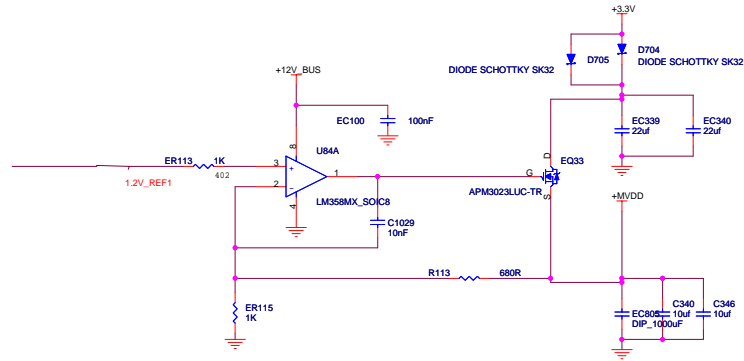 +3.3V
D704
D705
DIODE SCHOTTKY SK32
DIODE SCHOTTKY SK32
+12V_BUS
EC100
100nF
EC339
22uf
EC340
22uf
U84A
8
ER113
1K
402
3
+
1.2V_REF1
2
-
1
4
LM358MX_SOIC8
D
G
S
EQ33
APM3023LUC-TR
+MVDD
C1029
10nF
R113
680R
ER115
1K
EC805
DIP_1000uF
C340
10uf
C346
10uf